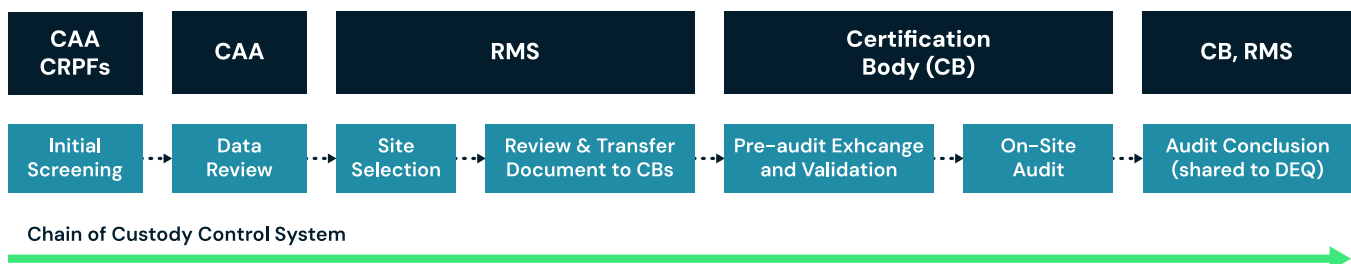 CAA
CRPFs
CAA
RMS
Certification
Body (CB)
CB, RMS
Initial
Screening
Data
Review
Site
Selection
Review & Transfer
Document to CBs
Pre-audit Exhcange
and Validation
On-Site
Audit
Audit Conclusion
(shared to DEQ)
Chain of Custody Control System